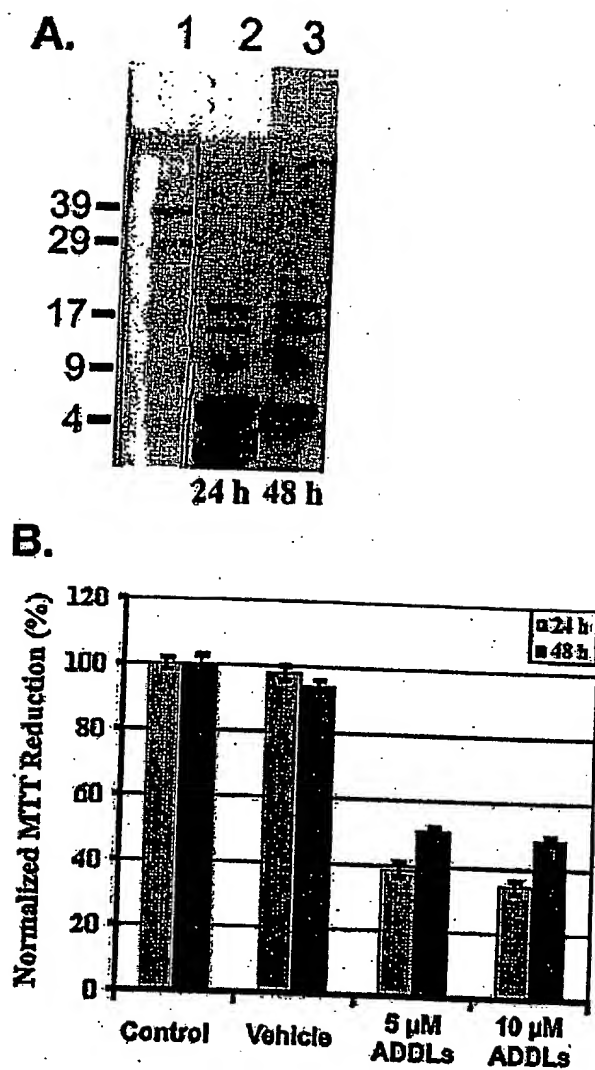 A.
1 2 3
39
29
17
9
4
24 h 48 h
B.
Normalized MTT Reduction (%)
120
100
80
60
40
20
0
24 h
48 h
Control Vehicle 5 µM ADDLs 10 µM ADDLs